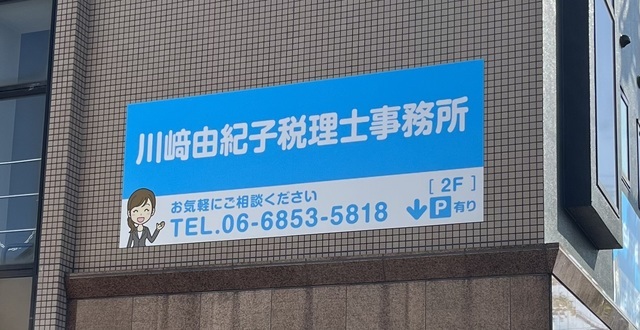 川﨑由紀子税理士事務所
お気軽にご相談ください
TEL.06-6853-5818
[2F]
↓P有り